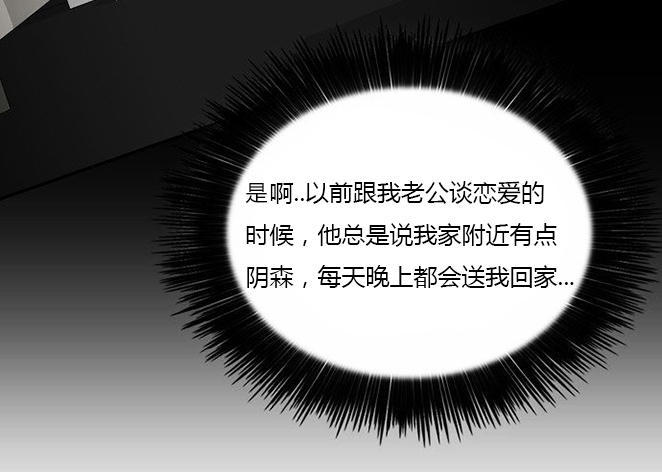 是啊..以前跟我老公谈恋爱的
时候，他总是说我家附近有点
阴森，每天晚上都会送我回家...